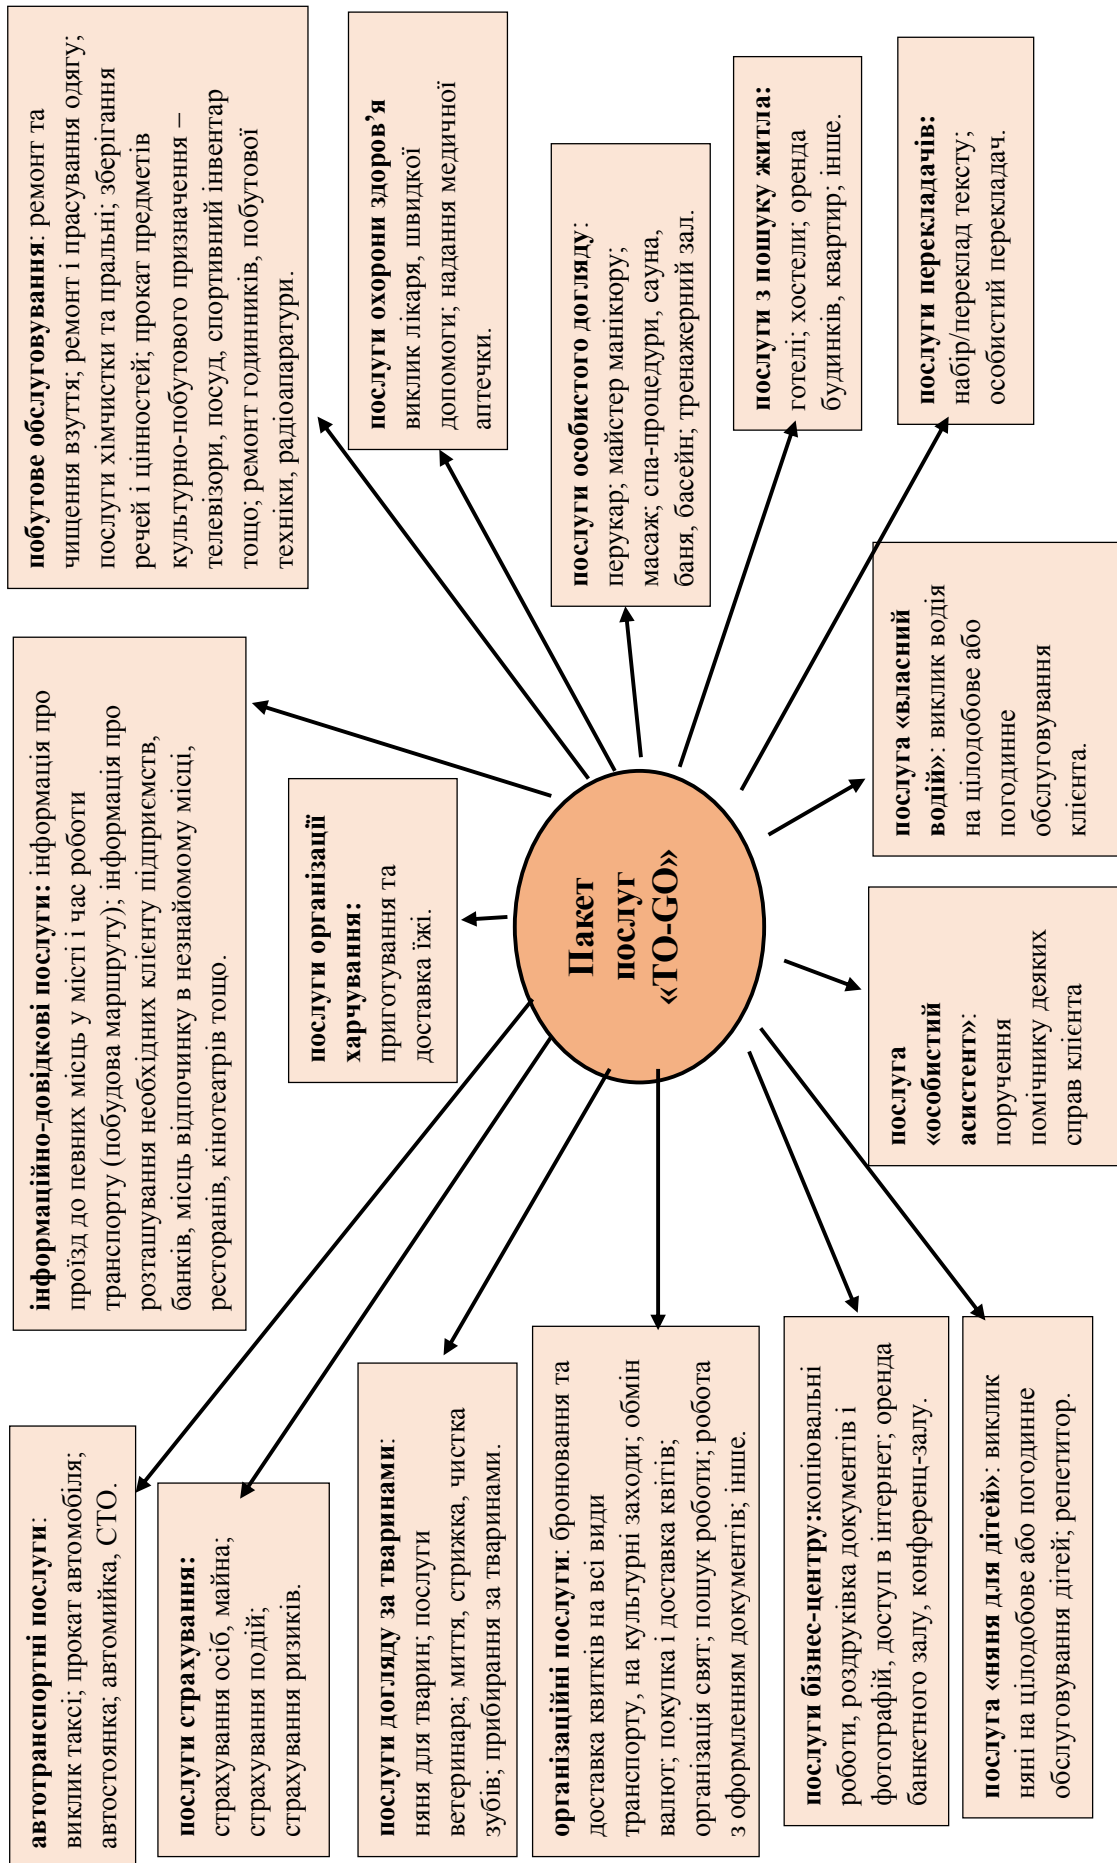 автотранспортні послуги:
виклик таксі; прокат автомобіля;
автостоянка; автомийка, СТО.
інформаційно-довідкові послуги: інформація про
проїзд до певних місць у місті і час роботи
транспорту (побудова маршруту); інформація про
розташування необхідних клієнту підприємств,
банків, місць відпочинку в незнайомому місці,
ресторанів, кінотеатрів тощо.
побутове обслуговування: ремонт та
чищення взуття; ремонт і прасування одягу;
послуги хімчистки та пральні; зберігання
речей і цінностей; прокат предметів
культурно-побутового призначення –
телевізори, посуд, спортивний інвентар
тощо; ремонт годинників, побутової
техніки, радіоапаратури.
послуги страхування:
страхування осіб, майна;
страхування подій;
страхування ризиків.
послуги організації
харчування:
приготування та
доставка їжі.
послуги охорони здоров’я
виклик лікаря, швидкої
допомоги; надання медичної
аптечки.
послуги догляду за тваринами:
няня для тварин; послуги
ветеринара; миття, стрижка, чистка
зубів; прибирання за тваринами.
Пакет
послуг
«TO-GO»
послуги особистого догляду:
перукар; майстер манікюру;
масаж; спа-процедури, сауна,
баня, басейн; тренажерний зал.
організаційні послуги: бронювання та
доставка квитків на всі види
транспорту, на культурні заходи; обмін
валют; покупка і доставка квітів;
організація свят; пошук роботи; робота
з оформленням документів; інше.
послуги з пошуку житла:
готелі; хостели; оренда
будинків, квартир; інше.
послуги бізнес-центру:копіювальні
роботи, роздруківка документів і
фотографій, доступ в інтернет; оренда
банкетного залу, конференц-залу.
послуга «особистий
асистент»:
поручення
помічнику деяких
справ клієнта
послуга «власний
водій»: виклик водія
на цілодобове або
погодинне
обслуговування
клієнта.
послуги перекладачів:
набір/переклад тексту;
особистий перекладач.
послуга «няня для дітей»: виклик
няні на цілодобове або погодинне
обслуговування дітей; репетитор.